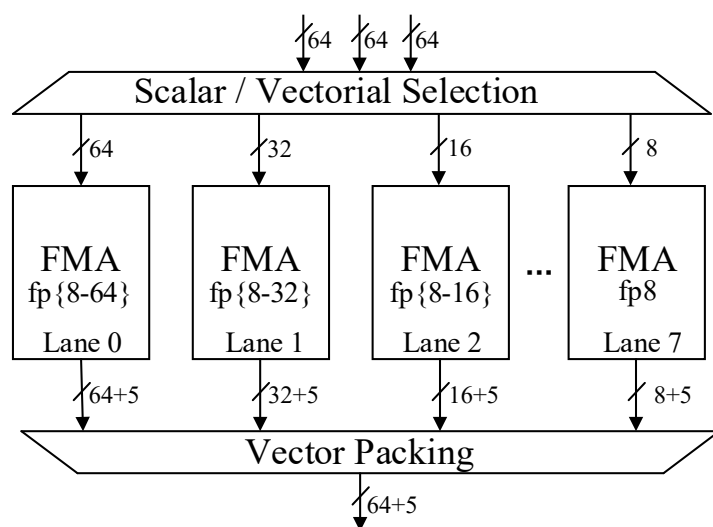 64 64 64
Scalar / Vectorial Selection
64 32 16 8
FMA FMA FMA ... FMA
fp{8-64} fp{8-32} fp{8-16} fp8
Lane 0 Lane 1 Lane 2 Lane 7
64+5 32+5 16+5 8+5
Vector Packing
64+5